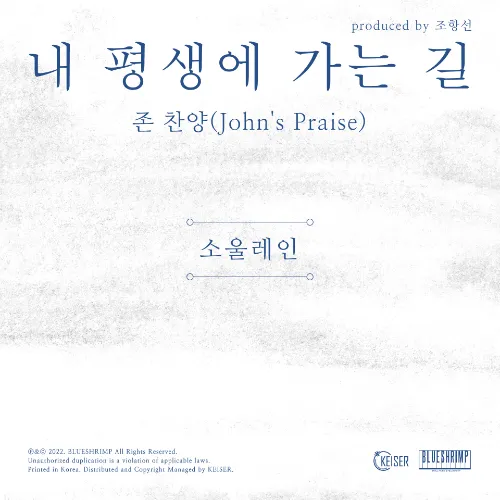 produced by 조항선
내 평생에 가는 길
존 찬양(John's Praise)
소울레인
℗&© 2022. BLUESHRIMP All Rights Reserved.
Unauthorized duplication is a violation of applicable laws.
Printed in Korea. Distributed and Copyright Managed by KEISER.
KEISER
BLUESHRIMP